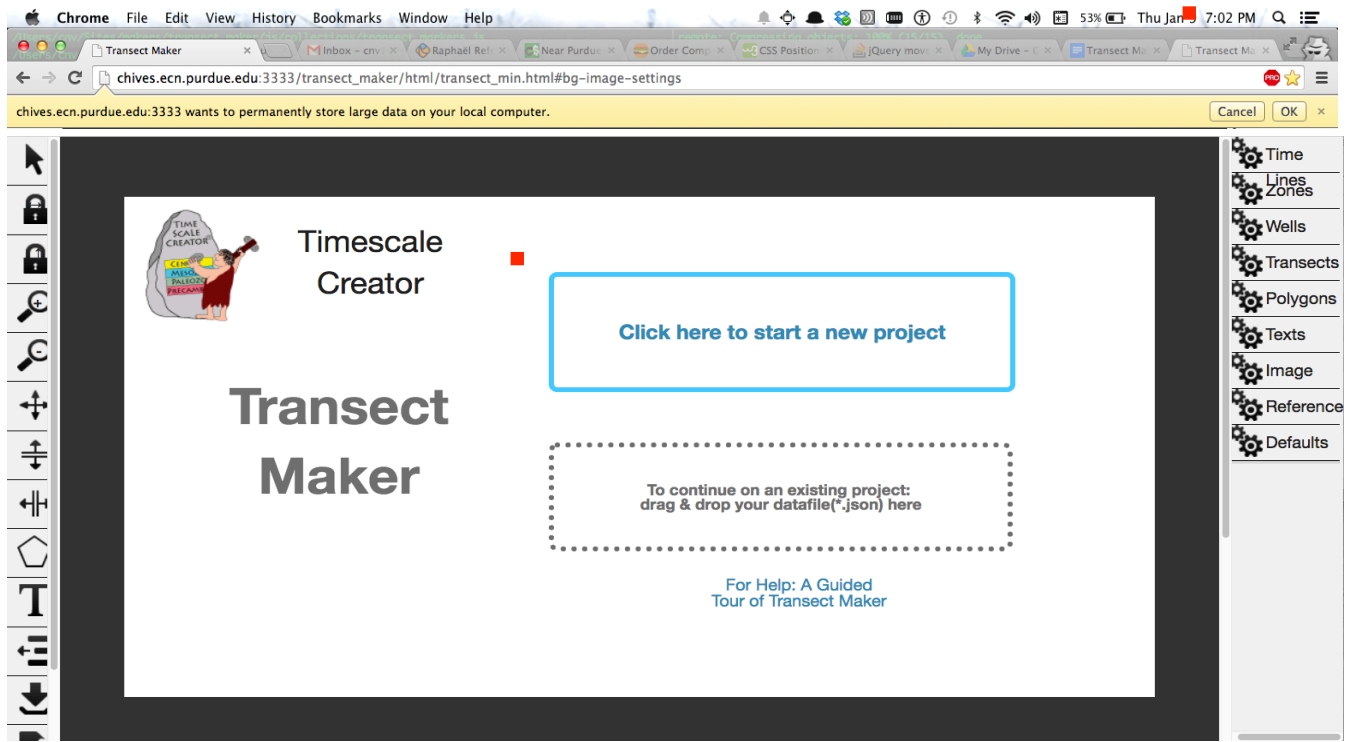 Chrome File Edit View History Bookmarks Window Help 53% Thu Jan 7:02 PM
Transect Maker Inbox – cnv Raphaël Near Purdue Order Comp CSS Position jQuery move My Drive – Transect Ma Transect Ma
chives.ecn.purdue.edu:3333/transect_maker/html/transect_min.html#bg-image-settings PRO
chives.ecn.purdue.edu:3333 wants to permanently store large data on your local computer. Cancel OK
Time
Lines
Zones
Wells
Transects
Polygons
Texts
Image
Reference
Defaults
TIME
SCALE
CREATOR
Timescale
Creator
Transect
Maker
Click here to start a new project
To continue on an existing project:
drag & drop your datafile(*.json) here
For Help: A Guided
Tour of Transect Maker
T